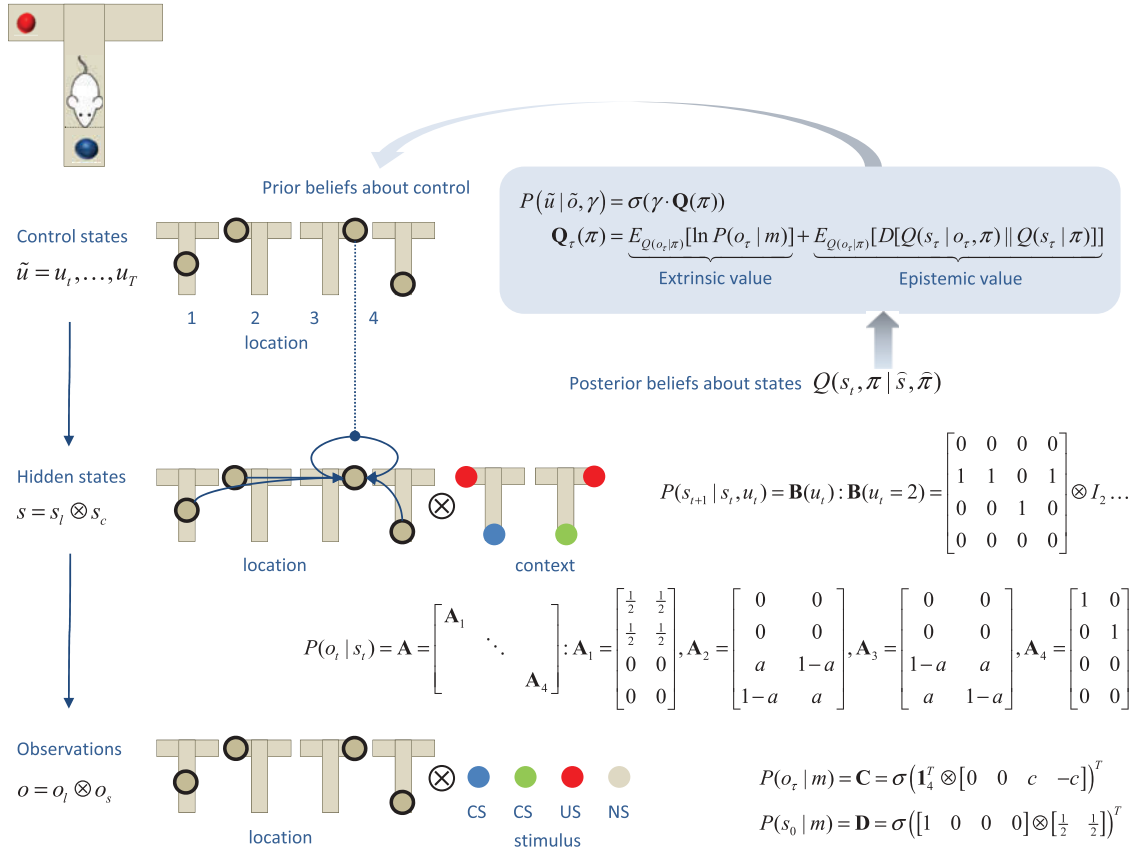 Prior beliefs about control
P(ũ | õ, γ) = σ(γ · Q(π))
Q_τ(π) = E_{Q(o_τ|π)}[ln P(o_τ | m)] + E_{Q(o_τ|π)}[D[Q(s_τ | o_τ, π) || Q(s_τ | π)]]
Extrinsic value Epistemic value
Control states
ũ = u_t, …, u_T
1 2 3 4
location
Posterior beliefs about states Q(s_t, π | ŝ, π̂)
Hidden states
s = s_l ⊗ s_c
⊗
location context
P(s_{t+1} | s_t, u_t) = B(u_t) : B(u_t = 2) = [0 0 0 0; 1 1 0 1; 0 0 1 0; 0 0 0 0] ⊗ I_2 …
P(o_t | s_t) = A = [A_1 ⋱ A_4] : A_1 = [½ ½; ½ ½; 0 0; 0 0], A_2 = [0 0; 0 0; a 1−a; 1−a a], A_3 = [0 0; 0 0; 1−a a; a 1−a], A_4 = [1 0; 0 1; 0 0; 0 0]
Observations
o = o_l ⊗ o_s
⊗
CS CS US NS
location stimulus
P(o_τ | m) = C = σ(1_4^T ⊗ [0 0 c −c])^T
P(s_0 | m) = D = σ([1 0 0 0] ⊗ [½ ½])^T